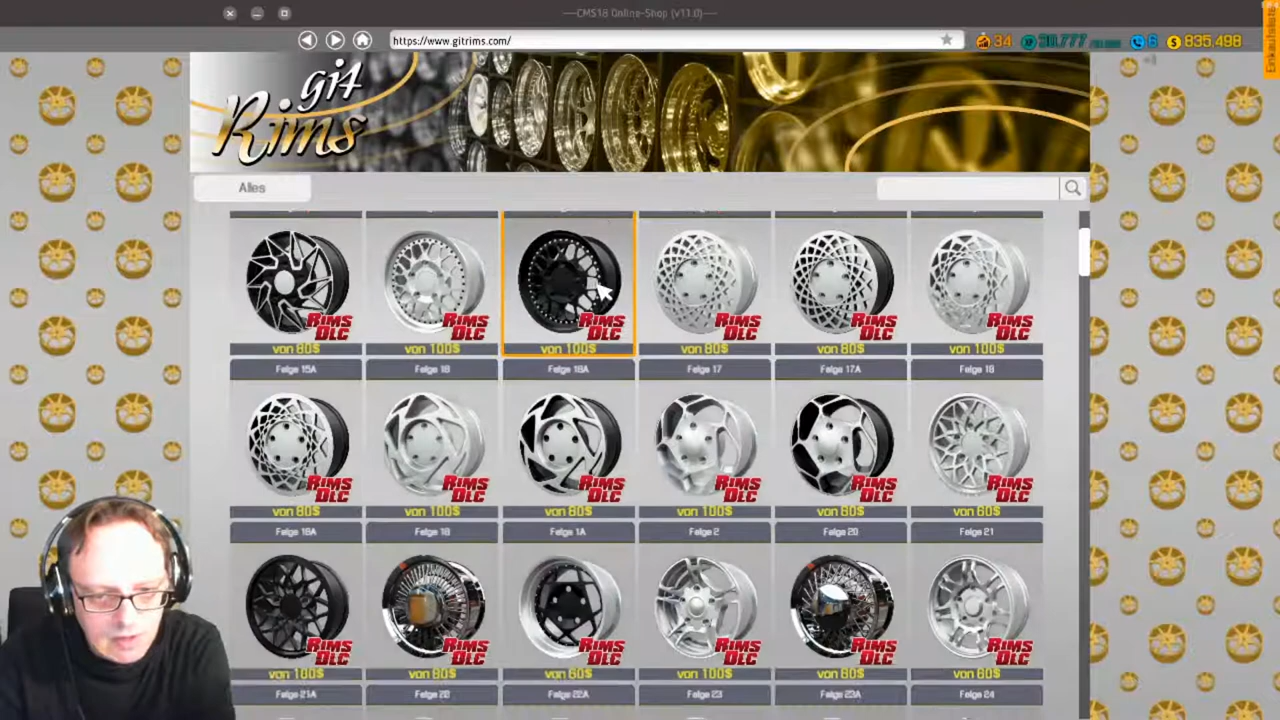 —CMS18 Online-Shop (v11.0)—
https://www.gitrims.com/
34
6
835,498
git
Rims
Alles
RIMS DLC RIMS DLC RIMS DLC RIMS DLC RIMS DLC RIMS DLC
von 80$ von 100$ von 100$ von 80$ von 80$ von 100$
Felge 15A Felge 16 Felge 16A Felge 17 Felge 17A Felge 18
RIMS DLC RIMS DLC RIMS DLC RIMS DLC RIMS DLC RIMS DLC
von 80$ von 100$ von 80$ von 100$ von 60$ von 60$
Felge 18A Felge 19 Felge 1A Felge 2 Felge 20 Felge 21
RIMS DLC RIMS DLC RIMS DLC RIMS DLC RIMS DLC RIMS DLC
von 100$ von 60$ von 60$ von 100$ von 80$ von 60$
Felge 21A Felge 22 Felge 22A Felge 23 Felge 23A Felge 24